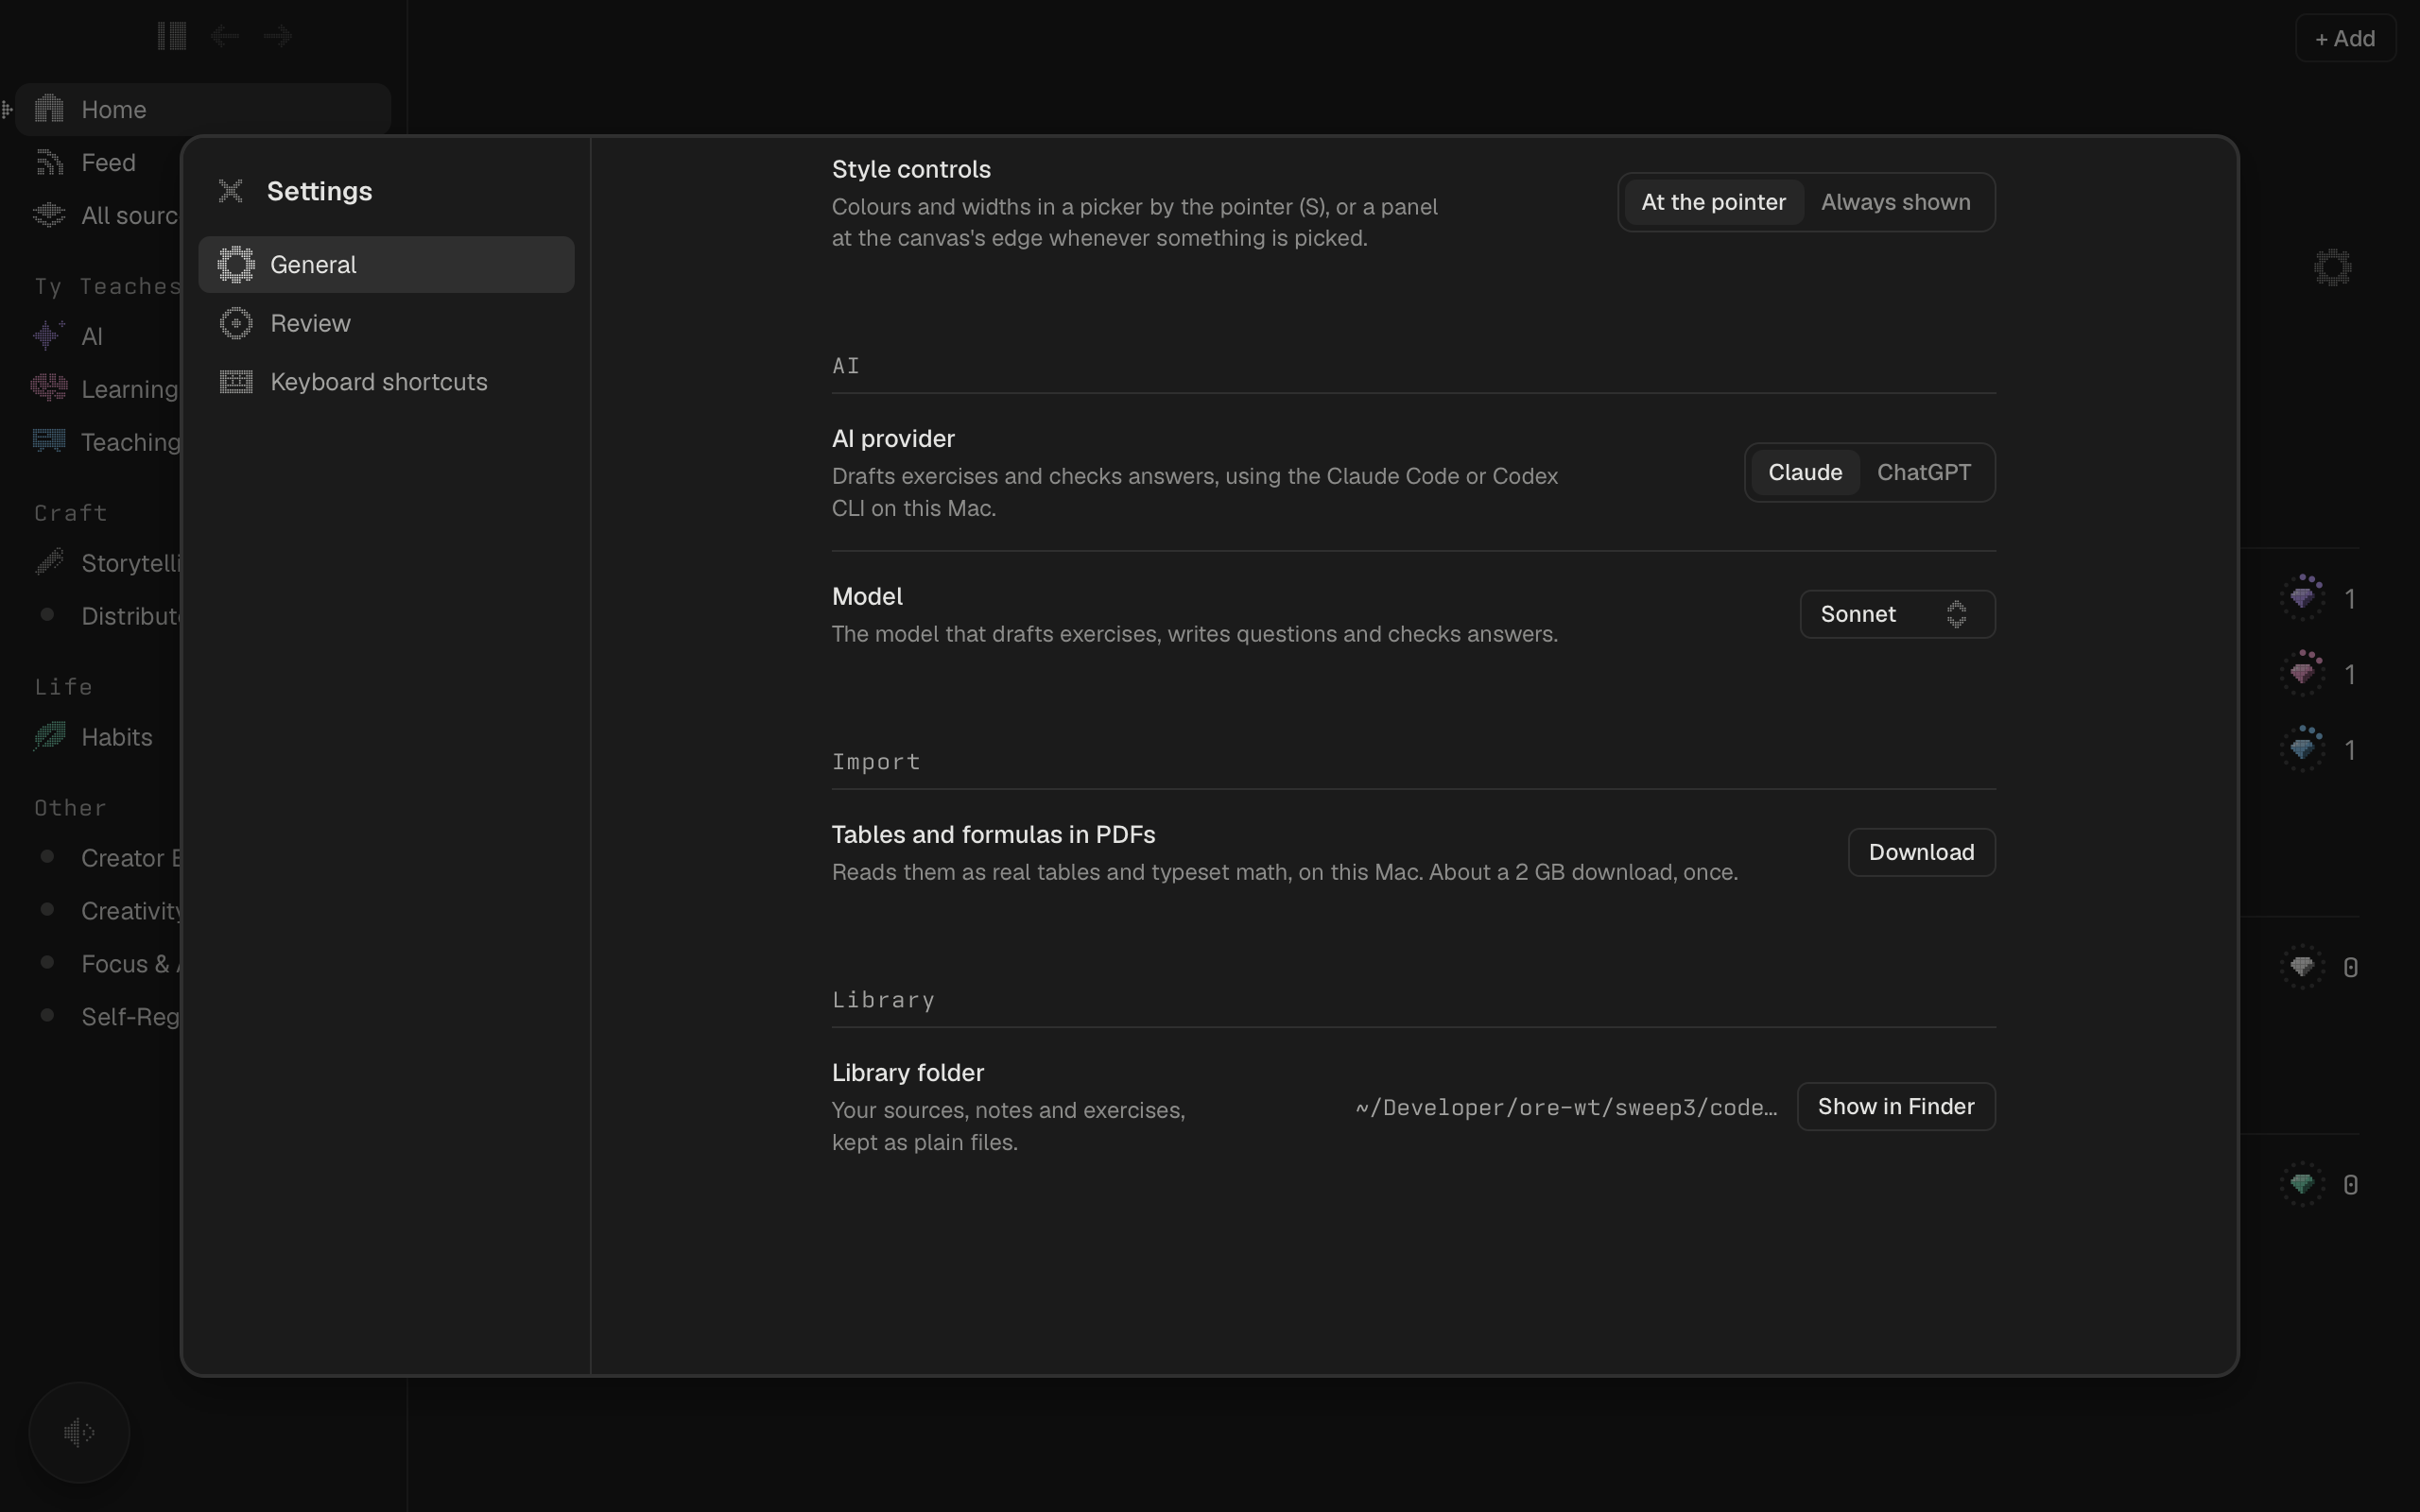 + Add
Home
Feed
All sourc
Ty Teaches
AI
Learning
Teaching
Craft
Storytelli
Distribut
Life
Habits
Other
Creator E
Creativity
Focus & A
Self-Reg
Settings
General
Review
Keyboard shortcuts
Style controls
Colours and widths in a picker by the pointer (S), or a panel
at the canvas's edge whenever something is picked.
At the pointer Always shown
AI
AI provider
Drafts exercises and checks answers, using the Claude Code or Codex
CLI on this Mac.
Claude ChatGPT
Model
The model that drafts exercises, writes questions and checks answers.
Sonnet
Import
Tables and formulas in PDFs
Reads them as real tables and typeset math, on this Mac. About a 2 GB download, once.
Download
Library
Library folder
Your sources, notes and exercises,
kept as plain files.
~/Developer/ore-wt/sweep3/code…
Show in Finder
1
1
1
0
0